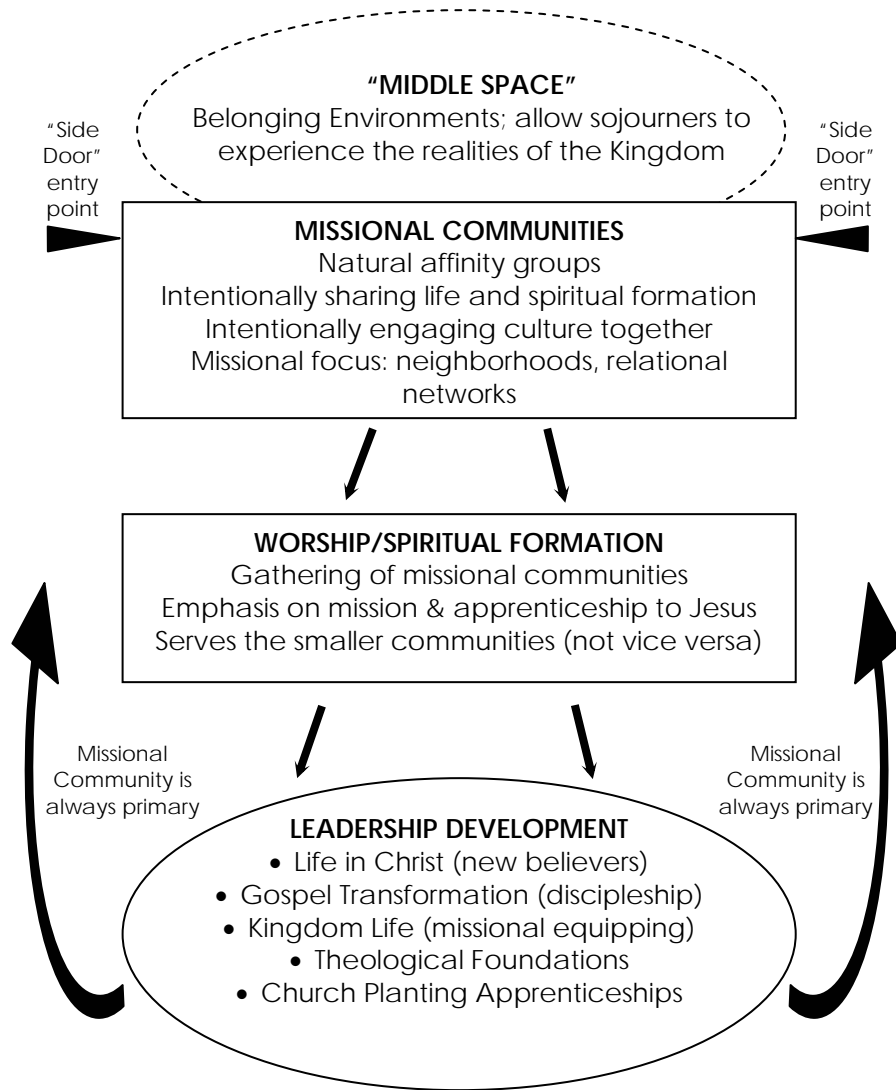 “MIDDLE SPACE”
Belonging Environments; allow sojourners to
experience the realities of the Kingdom
“Side
Door”
entry
point
“Side
Door”
entry
point
MISSIONAL COMMUNITIES
Natural affinity groups
Intentionally sharing life and spiritual formation
Intentionally engaging culture together
Missional focus: neighborhoods, relational
networks
WORSHIP/SPIRITUAL FORMATION
Gathering of missional communities
Emphasis on mission & apprenticeship to Jesus
Serves the smaller communities (not vice versa)
Missional
Community is
always primary
Missional
Community is
always primary
LEADERSHIP DEVELOPMENT
• Life in Christ (new believers)
• Gospel Transformation (discipleship)
• Kingdom Life (missional equipping)
• Theological Foundations
• Church Planting Apprenticeships